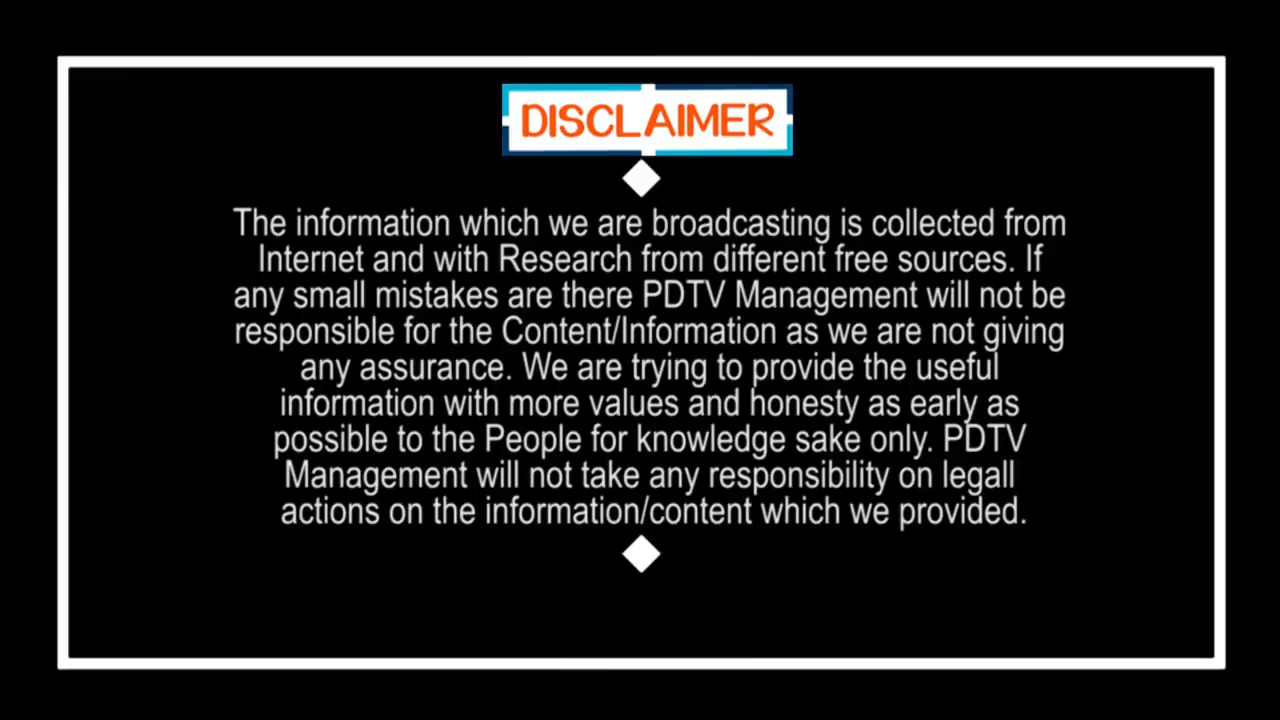 DISCLAIMER
The information which we are broadcasting is collected from
Internet and with Research from different free sources. If
any small mistakes are there PDTV Management will not be
responsible for the Content/Information as we are not giving
any assurance. We are trying to provide the useful
information with more values and honesty as early as
possible to the People for knowledge sake only. PDTV
Management will not take any responsibility on legall
actions on the information/content which we provided.